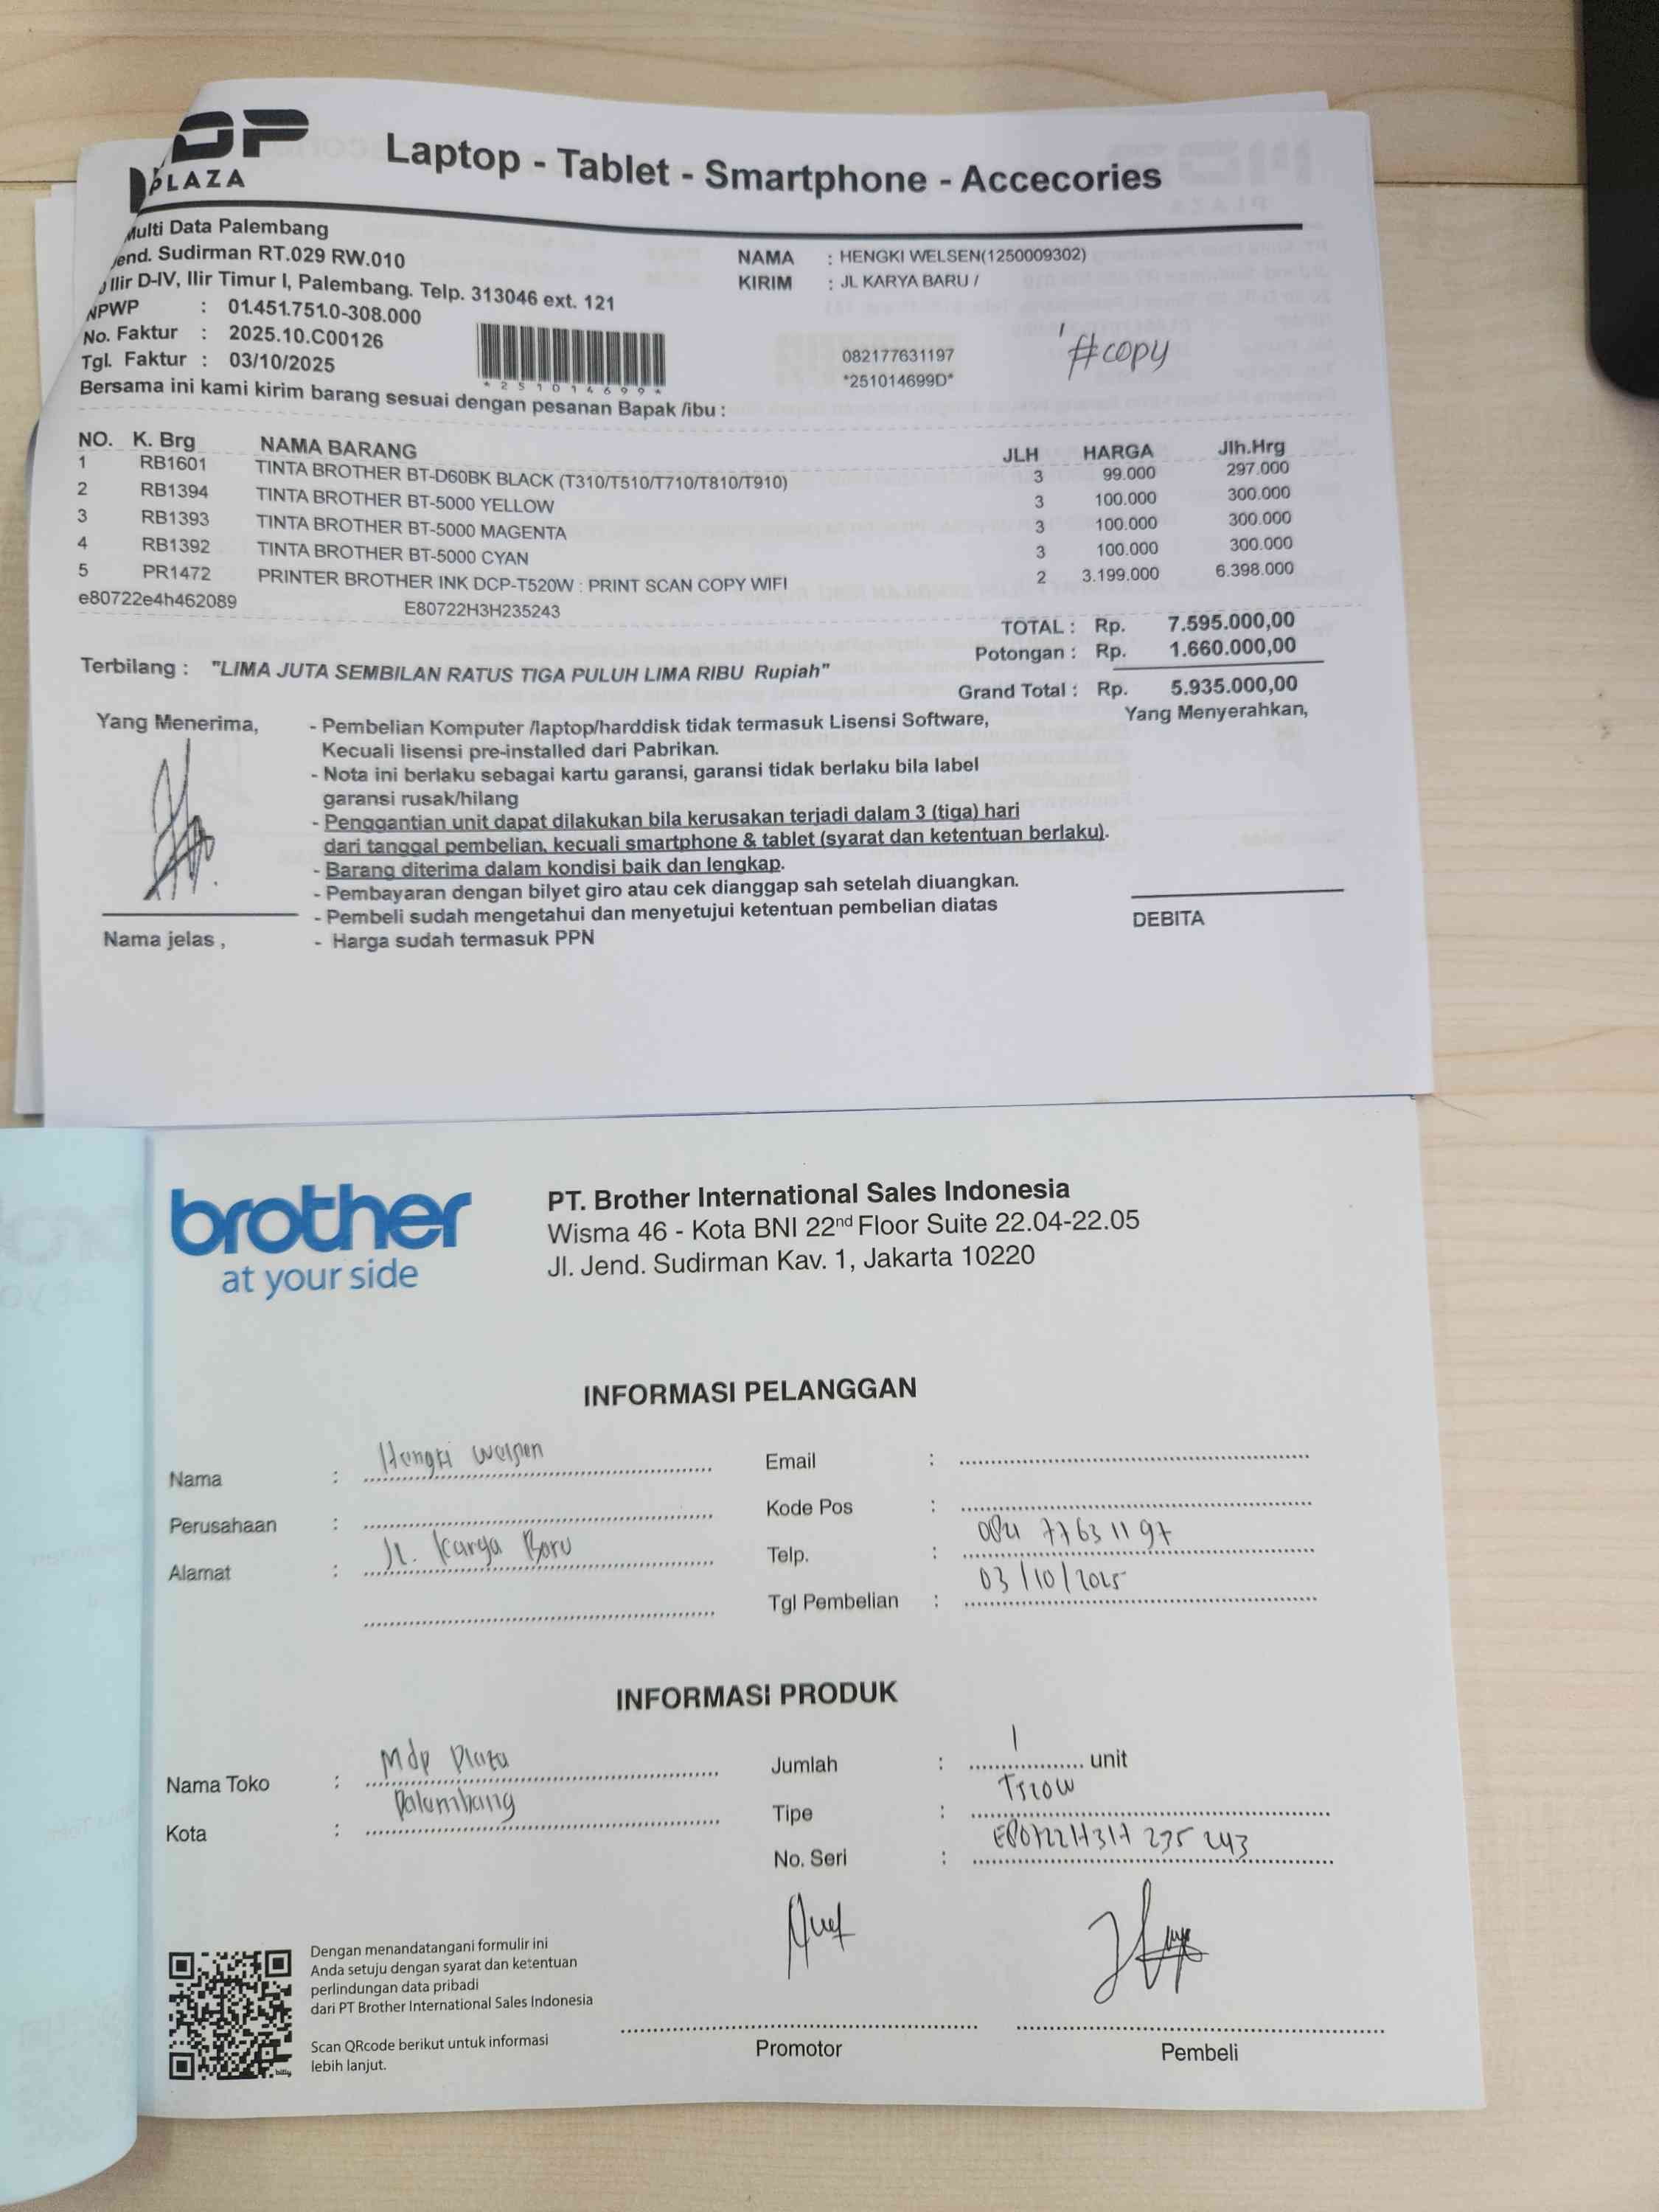 DP
PLAZA
Laptop - Tablet - Smartphone - Accecories
Multi Data Palembang
Jend. Sudirman RT.029 RW.010
Ilir D-IV, Ilir Timur I, Palembang. Telp. 313046 ext. 121
NPWP : 01.451.751.0-308.000
No. Faktur : 2025.10.C00126
Tgl. Faktur : 03/10/2025
NAMA : HENGKI WELSEN(1250009302)
KIRIM : JL KARYA BARU /
082177631197
*251014699D*
#copy
*251014699*
Bersama ini kami kirim barang sesuai dengan pesanan Bapak /ibu :
NO. K. Brg NAMA BARANG JLH HARGA Jlh.Hrg
1 RB1601 TINTA BROTHER BT-D60BK BLACK (T310/T510/T710/T810/T910) 3 99.000 297.000
2 RB1394 TINTA BROTHER BT-5000 YELLOW 3 100.000 300.000
3 RB1393 TINTA BROTHER BT-5000 MAGENTA 3 100.000 300.000
4 RB1392 TINTA BROTHER BT-5000 CYAN 3 100.000 300.000
5 PR1472 PRINTER BROTHER INK DCP-T520W : PRINT SCAN COPY WIFI 2 3.199.000 6.398.000
e80722e4h462089 E80722H3H235243
TOTAL : Rp. 7.595.000,00
Potongan : Rp. 1.660.000,00
Grand Total : Rp. 5.935.000,00
Terbilang : "LIMA JUTA SEMBILAN RATUS TIGA PULUH LIMA RIBU Rupiah"
Yang Menerima,
Yang Menyerahkan,
- Pembelian Komputer /laptop/harddisk tidak termasuk Lisensi Software,
Kecuali lisensi pre-installed dari Pabrikan.
- Nota ini berlaku sebagai kartu garansi, garansi tidak berlaku bila label
garansi rusak/hilang
- Penggantian unit dapat dilakukan bila kerusakan terjadi dalam 3 (tiga) hari
dari tanggal pembelian, kecuali smartphone & tablet (syarat dan ketentuan berlaku).
- Barang diterima dalam kondisi baik dan lengkap.
- Pembayaran dengan bilyet giro atau cek dianggap sah setelah diuangkan.
- Pembeli sudah mengetahui dan menyetujui ketentuan pembelian diatas
- Harga sudah termasuk PPN
Nama jelas ,
DEBITA
brother
at your side
PT. Brother International Sales Indonesia
Wisma 46 - Kota BNI 22nd Floor Suite 22.04-22.05
Jl. Jend. Sudirman Kav. 1, Jakarta 10220
INFORMASI PELANGGAN
Nama : Hengki Welsen
Perusahaan :
Alamat : Jl. Karya Baru
Email :
Kode Pos :
Telp. : 0821 7763 1197
Tgl Pembelian : 03/10/2025
INFORMASI PRODUK
Nama Toko : Mdp Plaza
Kota : Palembang
Jumlah : 1 unit
Tipe : T520W
No. Seri : E80722H3H 235 243
Dengan menandatangani formulir ini
Anda setuju dengan syarat dan ketentuan
perlindungan data pribadi
dari PT Brother International Sales Indonesia
Scan QRcode berikut untuk informasi
lebih lanjut.
Promotor
Pembeli